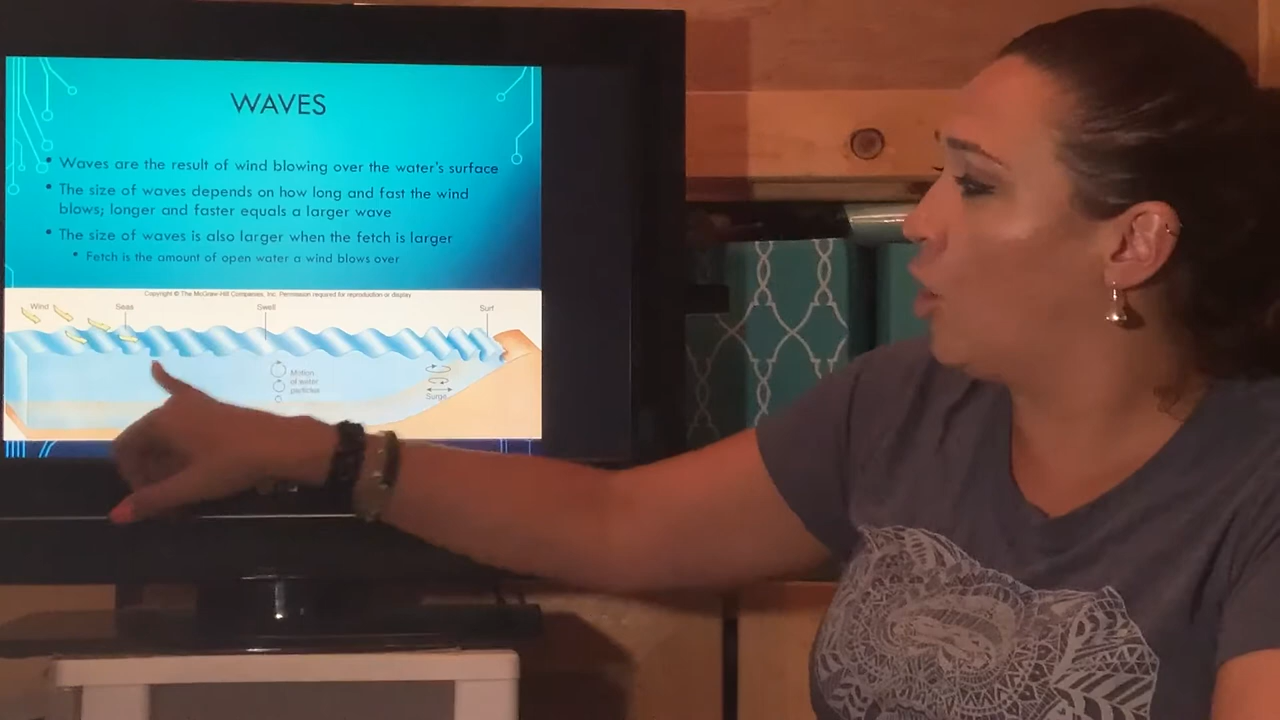 WAVES
• Waves are the result of wind blowing over the water's surface
• The size of waves depends on how long and fast the wind
blows; longer and faster equals a larger wave
• The size of waves is also larger when the fetch is larger
• Fetch is the amount of open water a wind blows over
Copyright © The McGraw-Hill Companies, Inc. Permission required for reproduction or display
Wind Seas Swell Surf
Motion
of water
particles
Surge